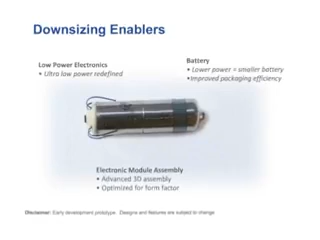 Downsizing Enablers
Low Power Electronics
• Ultra low power redefined
Battery
• Lower power = smaller battery
•Improved packaging efficiency
Electronic Module Assembly
• Advanced 3D assembly
• Optimized for form factor
Disclaimer: Early development prototype. Designs and features are subject to change